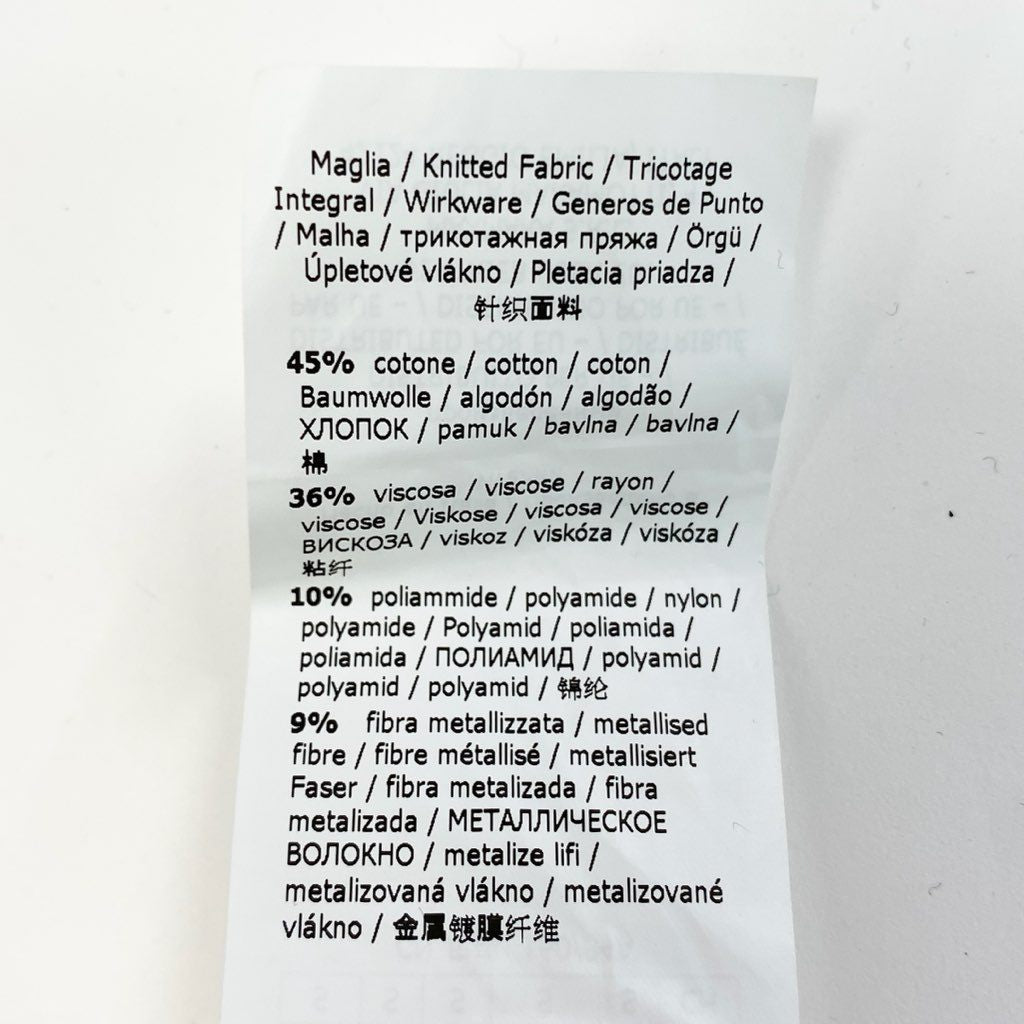 Maglia / Knitted Fabric / Tricotage
Integral / Wirkware / Generos de Punto
/ Malha / трикотажная пряжа / Örgü /
Úpletové vlákno / Pletacia priadza /
针织面料
45% cotone / cotton / coton /
Baumwolle / algodón / algodão /
ХЛОПОК / pamuk / bavlna / bavlna /
棉
36% viscosa / viscose / rayon /
viscose / Viskose / viscosa / viscose /
ВИСКОЗА / viskoz / viskóza / viskóza /
粘纤
10% poliammide / polyamide / nylon /
polyamide / Polyamid / poliamida /
poliamida / ПОЛИАМИД / polyamid /
polyamid / polyamid / 锦纶
9% fibra metallizzata / metallised
fibre / fibre métallisé / metallisiert
Faser / fibra metalizada / fibra
metalizada / МЕТАЛЛИЧЕСКОЕ
ВОЛОКНО / metalize lifi /
metalizovaná vlákno / metalizované
vlákno / 金属镀膜纤维